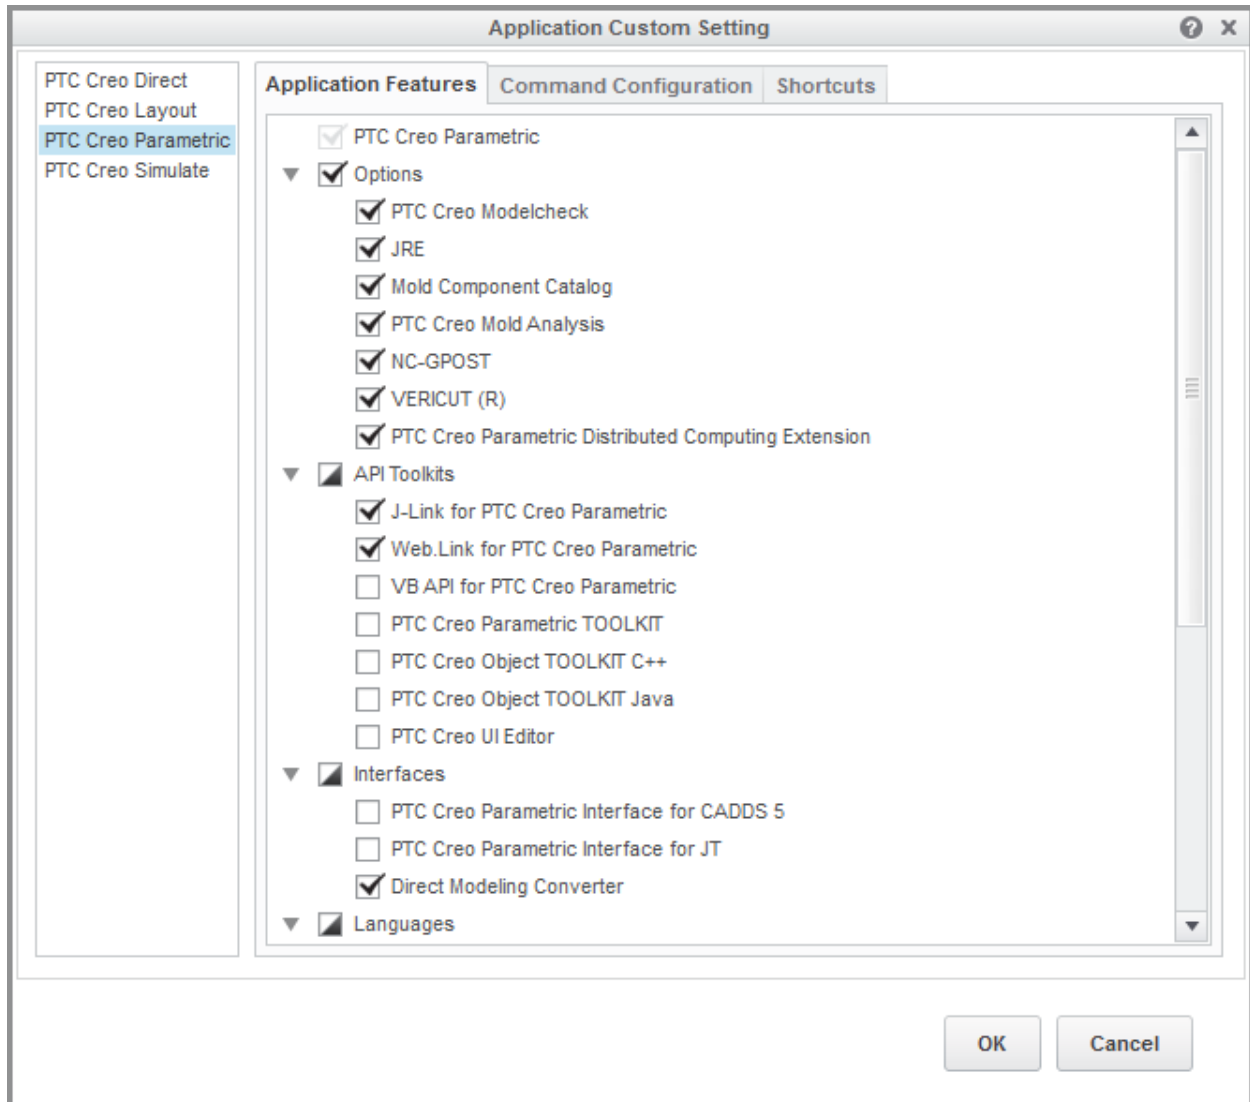 Application Custom Setting
PTC Creo Direct
PTC Creo Layout
PTC Creo Parametric
PTC Creo Simulate
Application Features
Command Configuration
Shortcuts
PTC Creo Parametric
Options
PTC Creo Modelcheck
JRE
Mold Component Catalog
PTC Creo Mold Analysis
NC-GPOST
VERICUT (R)
PTC Creo Parametric Distributed Computing Extension
API Toolkits
J-Link for PTC Creo Parametric
Web.Link for PTC Creo Parametric
VB API for PTC Creo Parametric
PTC Creo Parametric TOOLKIT
PTC Creo Object TOOLKIT C++
PTC Creo Object TOOLKIT Java
PTC Creo UI Editor
Interfaces
PTC Creo Parametric Interface for CADDS 5
PTC Creo Parametric Interface for JT
Direct Modeling Converter
Languages
OK
Cancel